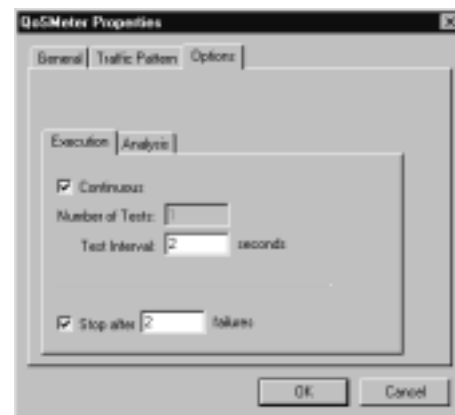 QoSMeter Properties
General Traffic Pattern Options
Execution Analysis
Continuous
Number of Tests: 1
Test Interval: 2 seconds
Stop after 2 failures
OK Cancel